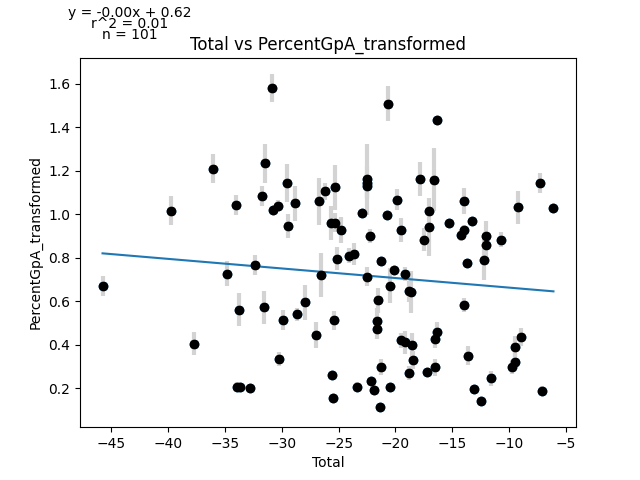 y = -0.00x + 0.62
r^2 = 0.01
n = 101
Total vs PercentGpA_transformed
1.6
1.4
1.2
1.0
0.8
0.6
0.4
0.2
PercentGpA_transformed
−45 −40 −35 −30 −25 −20 −15 −10 −5
Total